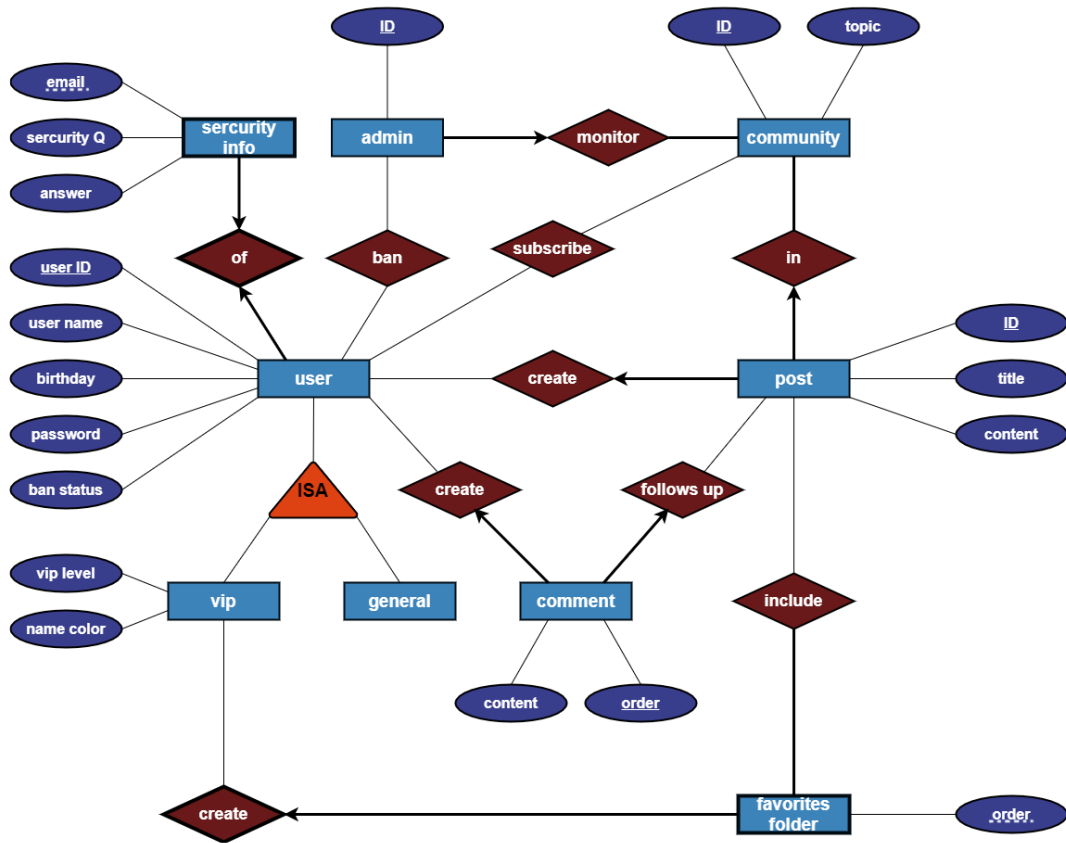 ID
ID
topic
email
sercurity Q
answer
sercurity
info
admin
monitor
community
of
ban
subscribe
in
user ID
user name
birthday
password
ban status
user
create
post
ID
title
content
ISA
create
follows up
vip level
name color
vip
general
comment
include
content
order
create
favorites
folder
order